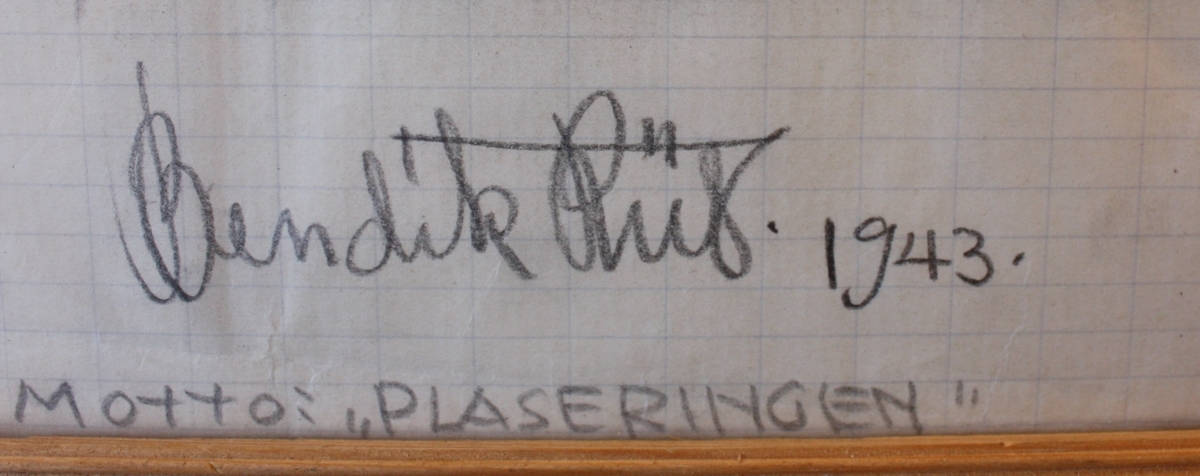 Bendik Riis. 1943.
Motto: „PLASERINGEN"